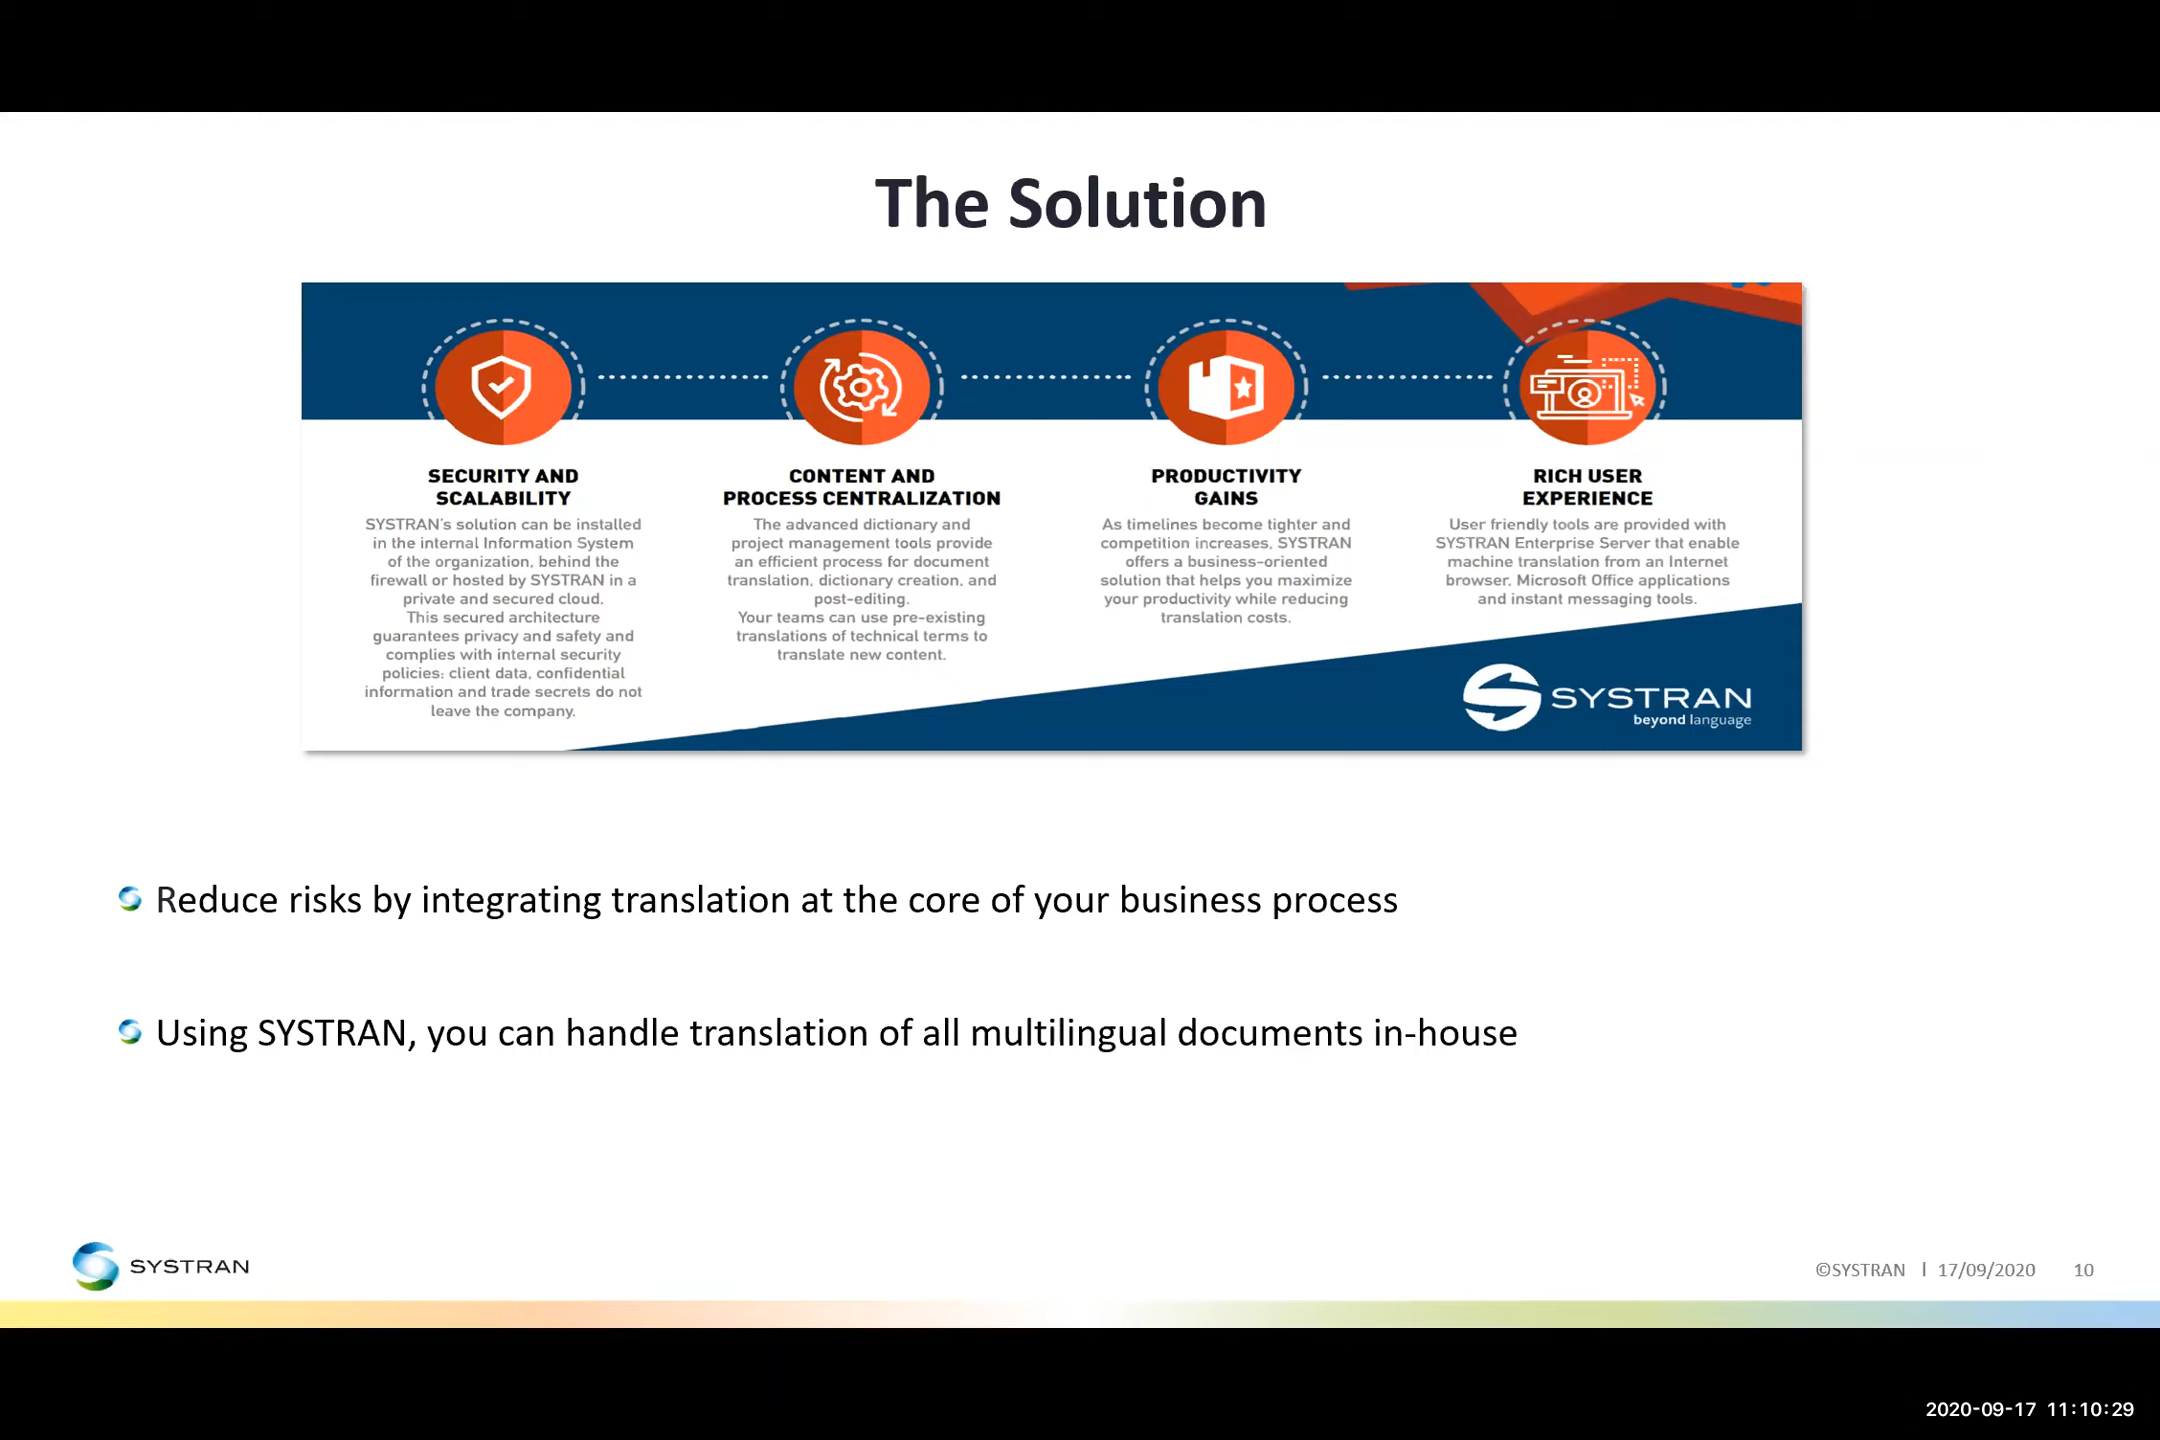 The Solution
SECURITY AND
SCALABILITY
SYSTRAN's solution can be installed
in the internal Information System
of the organization, behind the
firewall or hosted by SYSTRAN in a
private and secured cloud.
This secured architecture
guarantees privacy and safety and
complies with internal security
policies: client data, confidential
information and trade secrets do not
leave the company.
CONTENT AND
PROCESS CENTRALIZATION
The advanced dictionary and
project management tools provide
an efficient process for document
translation, dictionary creation, and
post-editing.
Your teams can use pre-existing
translations of technical terms to
translate new content.
PRODUCTIVITY
GAINS
As timelines become tighter and
competition increases, SYSTRAN
offers a business-oriented
solution that helps you maximize
your productivity while reducing
translation costs.
RICH USER
EXPERIENCE
User friendly tools are provided with
SYSTRAN Enterprise Server that enable
machine translation from an Internet
browser, Microsoft Office applications
and instant messaging tools.
SYSTRAN
beyond language
Reduce risks by integrating translation at the core of your business process
Using SYSTRAN, you can handle translation of all multilingual documents in-house
SYSTRAN
©SYSTRAN | 17/09/2020 10
2020-09-17 11:10:29